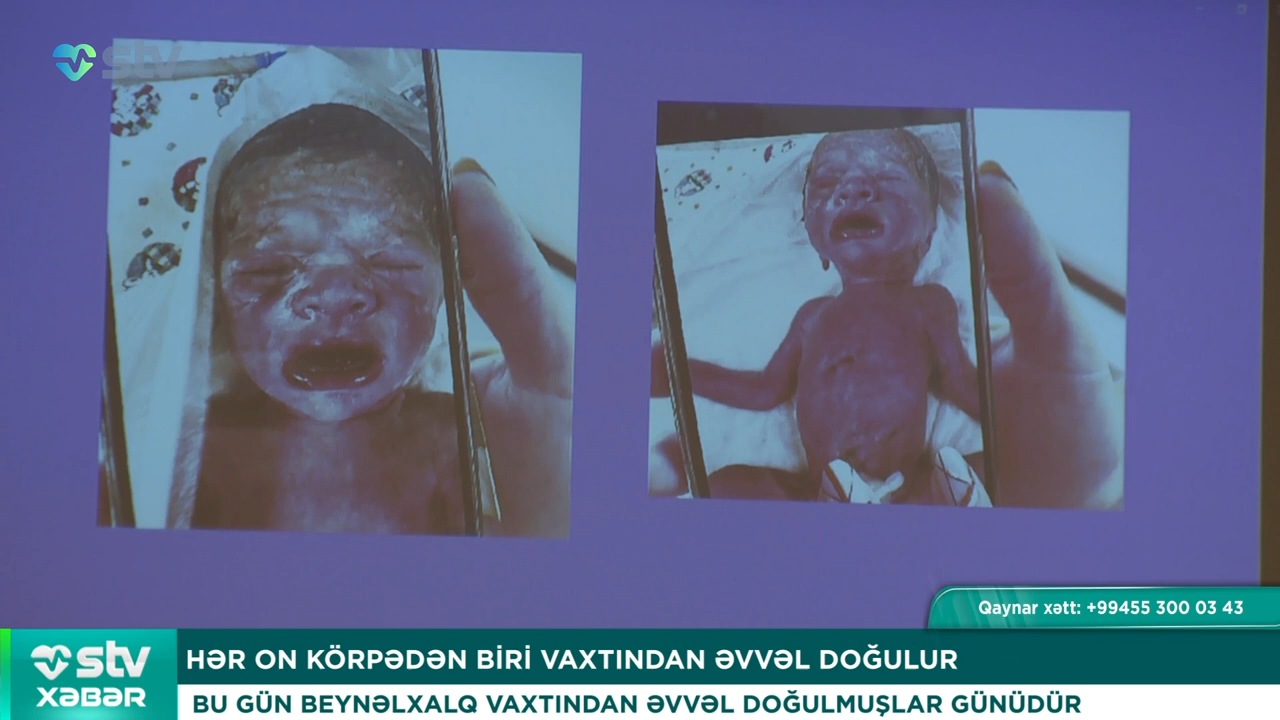 stv
Qaynar xətt: +99455 300 03 43
stv
XƏBƏR
HƏR ON KÖRPƏDƏN BİRİ VAXTINDAN ƏVVƏL DOĞULUR
BU GÜN BEYNƏLXALQ VAXTINDAN ƏVVƏL DOĞULMUŞLAR GÜNÜDÜR